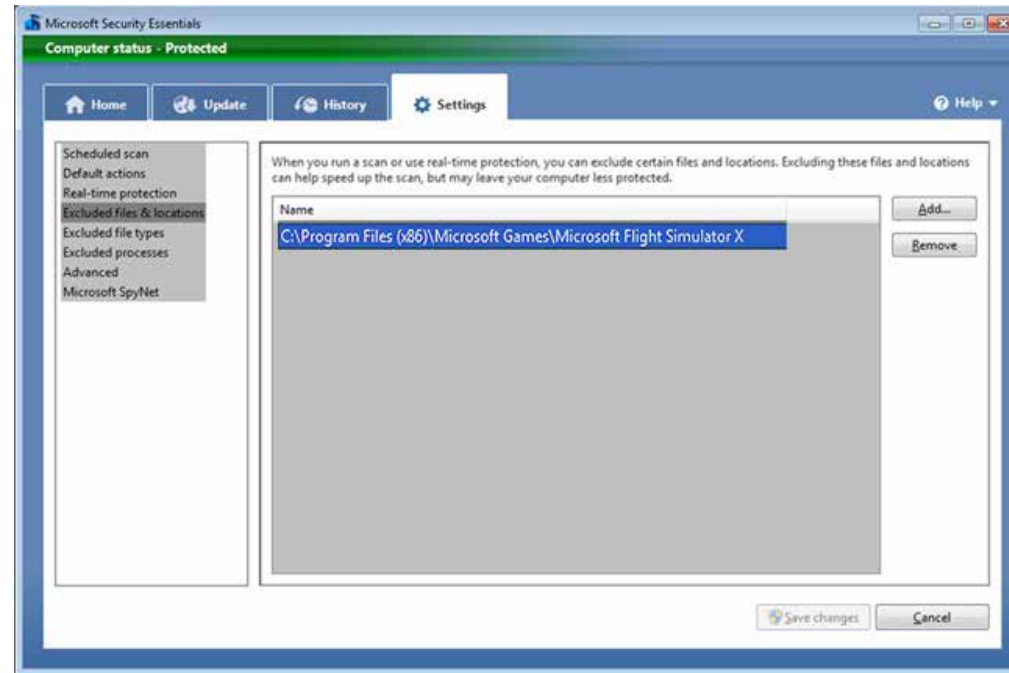 Microsoft Security Essentials
Computer status - Protected
Home
Update
History
Settings
Help
Scheduled scan
Default actions
Real-time protection
Excluded files & locations
Excluded file types
Excluded processes
Advanced
Microsoft SpyNet
When you run a scan or use real-time protection, you can exclude certain files and locations. Excluding these files and locations
can help speed up the scan, but may leave your computer less protected.
Name
C:\Program Files (x86)\Microsoft Games\Microsoft Flight Simulator X
Add...
Remove
Save changes
Cancel